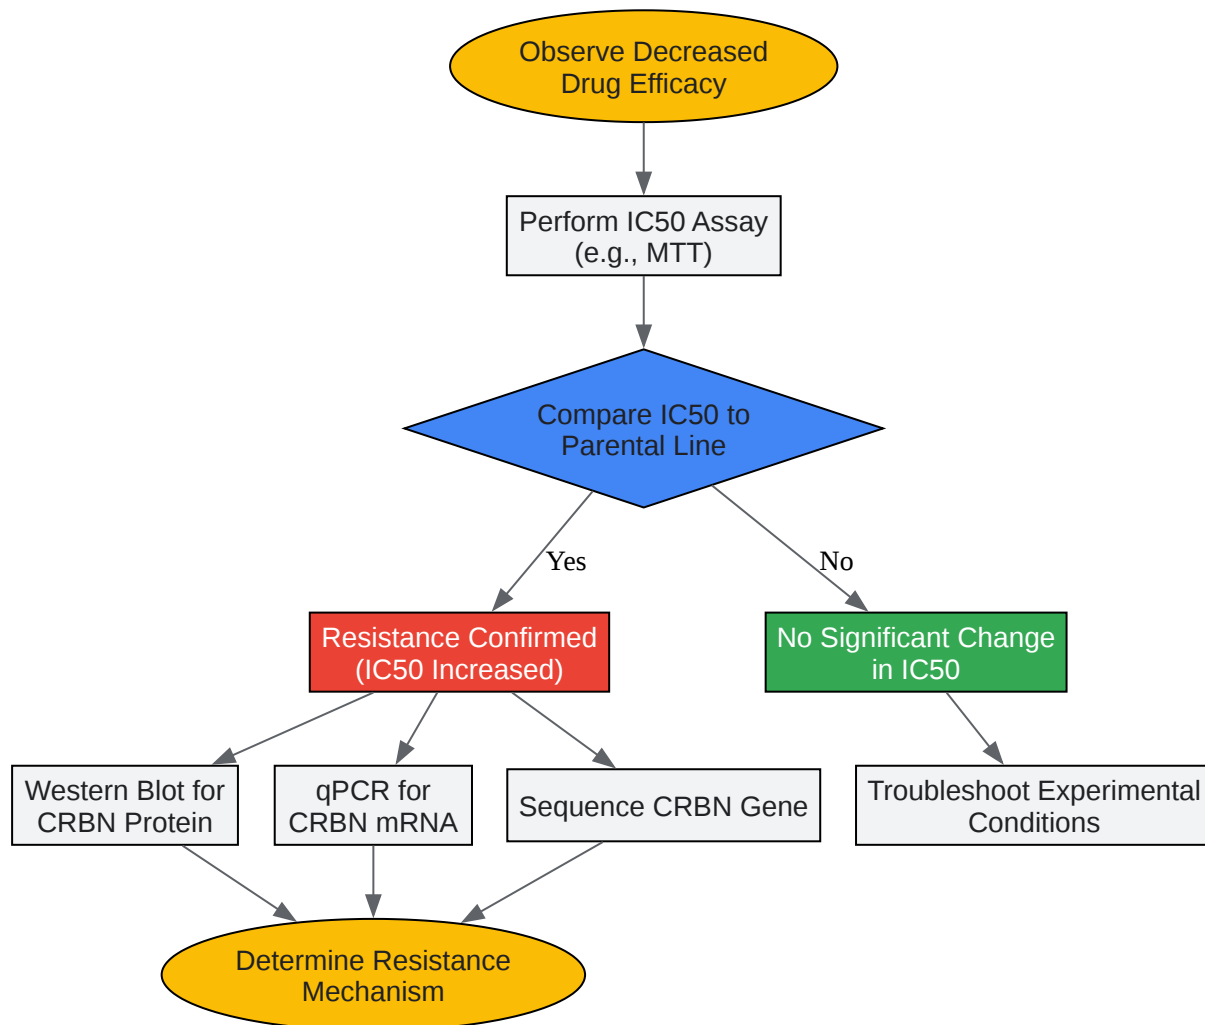 Observe Decreased
Drug Efficacy
Perform IC50 Assay
(e.g., MTT)
Compare IC50 to
Parental Line
Yes
No
Resistance Confirmed
(IC50 Increased)
No Significant Change
in IC50
Western Blot for
CRBN Protein
qPCR for
CRBN mRNA
Sequence CRBN Gene
Troubleshoot Experimental
Conditions
Determine Resistance
Mechanism